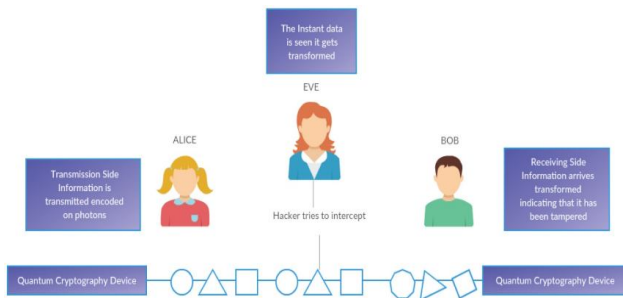 The Instant data
is seen it gets
transformed
EVE
ALICE
BOB
Transmission Side
Information is
transmitted encoded
on photons
Receiving Side
Information arrives
transformed
indicating that it has
been tampered
Hacker tries to intercept
Quantum Cryptography Device
Quantum Cryptography Device